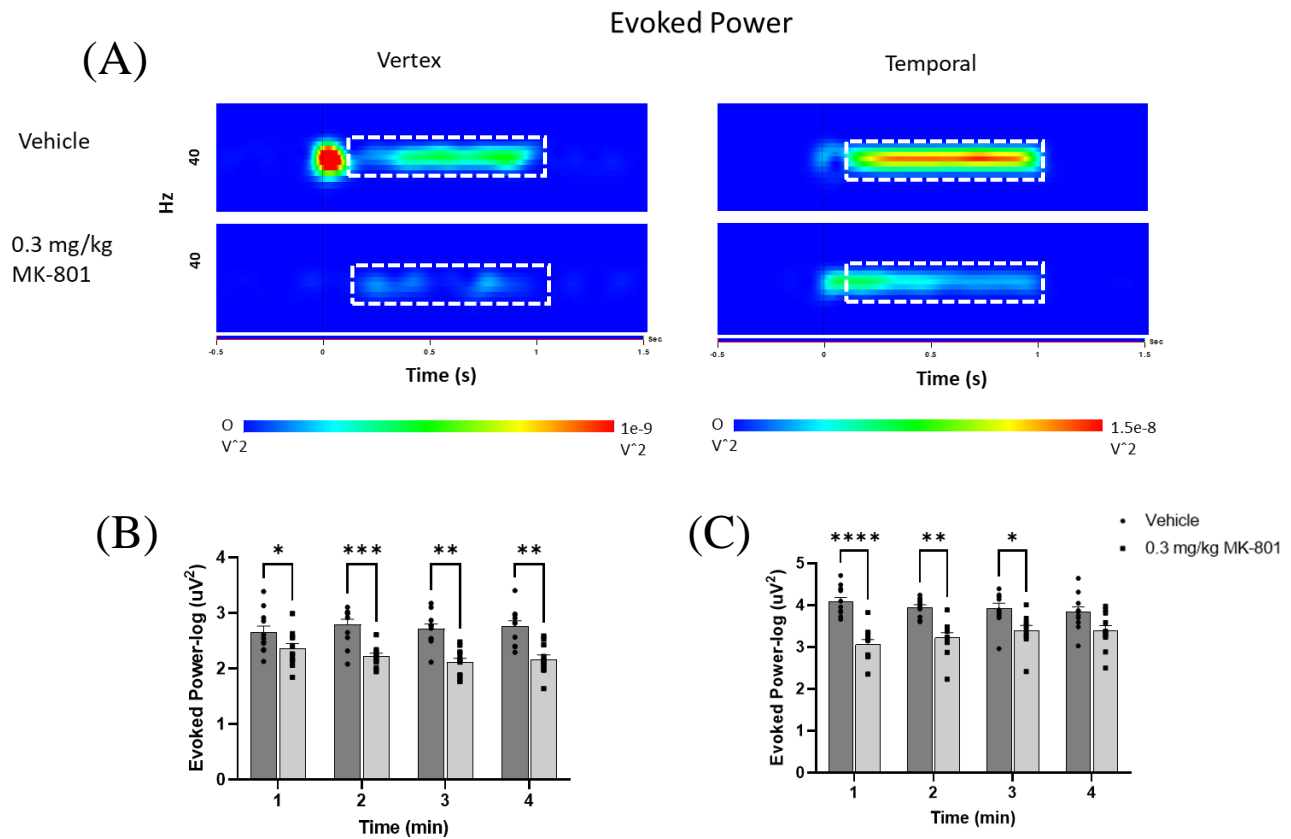 Evoked Power
(A)
Vertex
Temporal
Vehicle
40
40
Hz
0.3 mg/kg
MK-801
40
40
Sec
-0.5 0 0.5 1 1.5
Time (s)
Sec
-0.5 0 0.5 1 1.5
Time (s)
O
V^2
1e-9
V^2
O
V^2
1.5e-8
V^2
(B)
* *** ** **
Evoked Power-log (uV²)
4
3
2
1
0
1 2 3 4
Time (min)
(C)
**** ** *
Vehicle
0.3 mg/kg MK-801
Evoked Power-log (uV²)
5
4
3
2
1
0
1 2 3 4
Time (min)